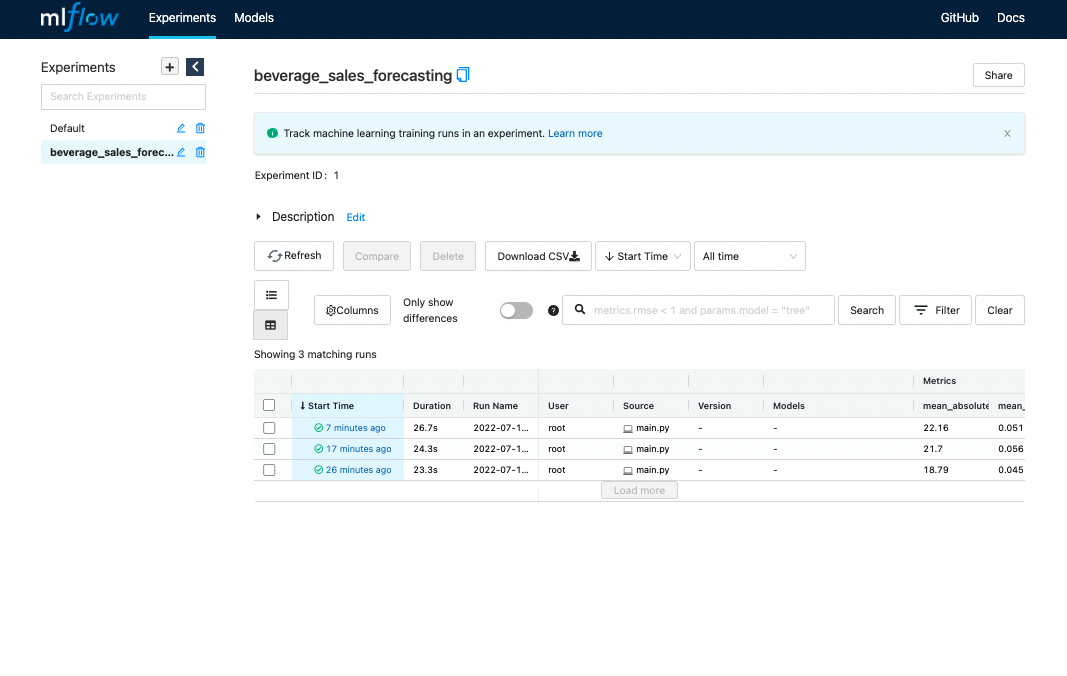 mlflow Experiments Models GitHub Docs
Experiments
beverage_sales_forecasting Share
Search Experiments
Default
beverage_sales_forec...
Track machine learning training runs in an experiment. Learn more x
Experiment ID: 1
Description Edit
Refresh Compare Delete Download CSV Start Time All time
Columns Only show differences ? metrics.rmse < 1 and params.model = "tree" Search Filter Clear
Showing 3 matching runs
Metrics
↓ Start Time Duration Run Name User Source Version Models mean_absolute mean_
7 minutes ago 26.7s 2022-07-1... root main.py - - 22.16 0.051
17 minutes ago 24.3s 2022-07-1... root main.py - - 21.7 0.056
26 minutes ago 23.3s 2022-07-1... root main.py - - 18.79 0.045
Load more